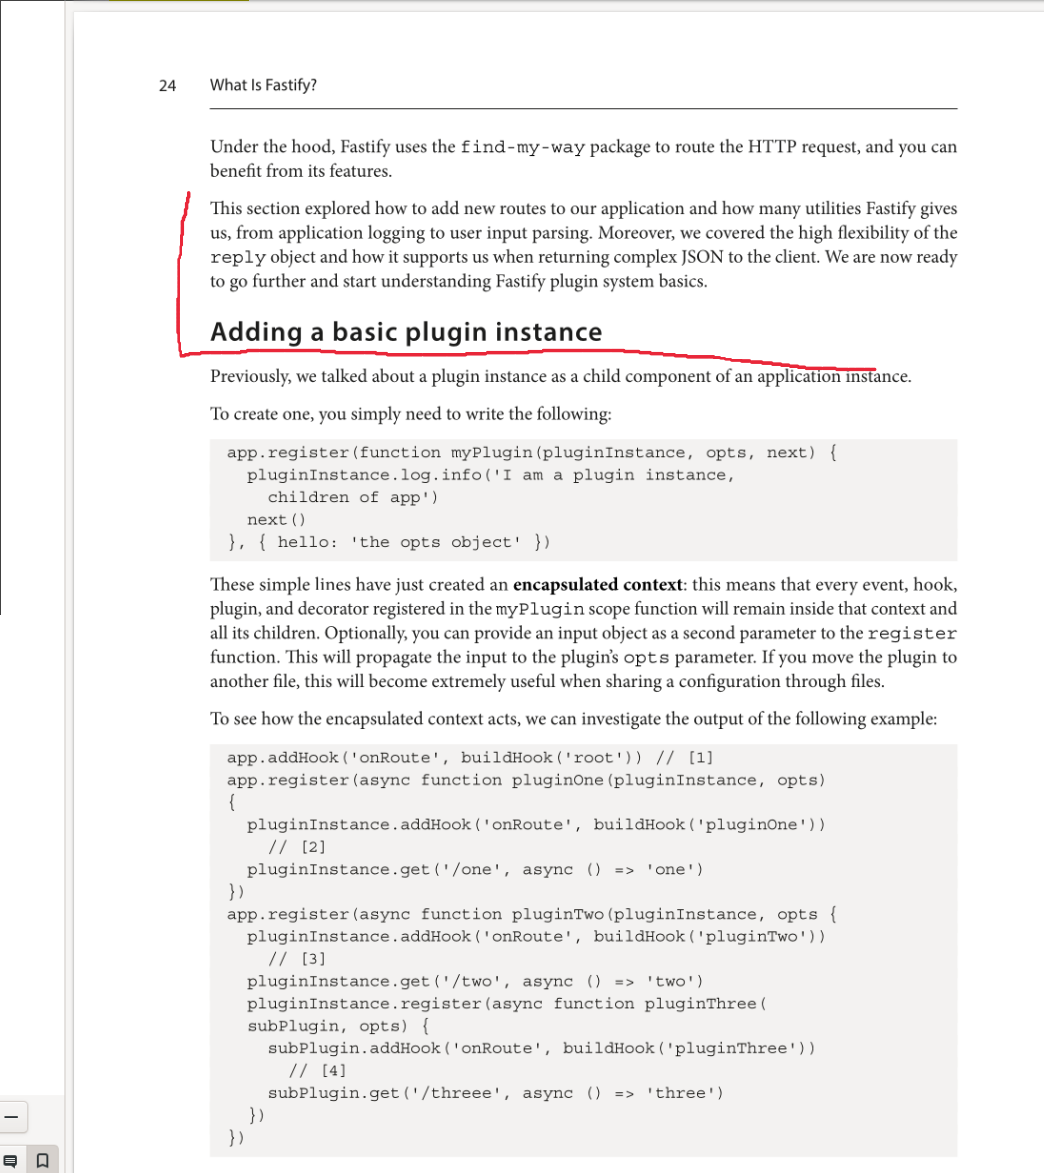 24 What Is Fastify?
Under the hood, Fastify uses the find-my-way package to route the HTTP request, and you can
benefit from its features.
This section explored how to add new routes to our application and how many utilities Fastify gives
us, from application logging to user input parsing. Moreover, we covered the high flexibility of the
reply object and how it supports us when returning complex JSON to the client. We are now ready
to go further and start understanding Fastify plugin system basics.
Adding a basic plugin instance
Previously, we talked about a plugin instance as a child component of an application instance.
To create one, you simply need to write the following:
app.register(function myPlugin(pluginInstance, opts, next) {
  pluginInstance.log.info('I am a plugin instance,
    children of app')
  next()
}, { hello: 'the opts object' })
These simple lines have just created an encapsulated context: this means that every event, hook,
plugin, and decorator registered in the myPlugin scope function will remain inside that context and
all its children. Optionally, you can provide an input object as a second parameter to the register
function. This will propagate the input to the plugin's opts parameter. If you move the plugin to
another file, this will become extremely useful when sharing a configuration through files.
To see how the encapsulated context acts, we can investigate the output of the following example:
app.addHook('onRoute', buildHook('root')) // [1]
app.register(async function pluginOne(pluginInstance, opts)
{
  pluginInstance.addHook('onRoute', buildHook('pluginOne'))
    // [2]
  pluginInstance.get('/one', async () => 'one')
})
app.register(async function pluginTwo(pluginInstance, opts {
  pluginInstance.addHook('onRoute', buildHook('pluginTwo'))
    // [3]
  pluginInstance.get('/two', async () => 'two')
  pluginInstance.register(async function pluginThree(
  subPlugin, opts) {
    subPlugin.addHook('onRoute', buildHook('pluginThree'))
      // [4]
    subPlugin.get('/threee', async () => 'three')
  })
})